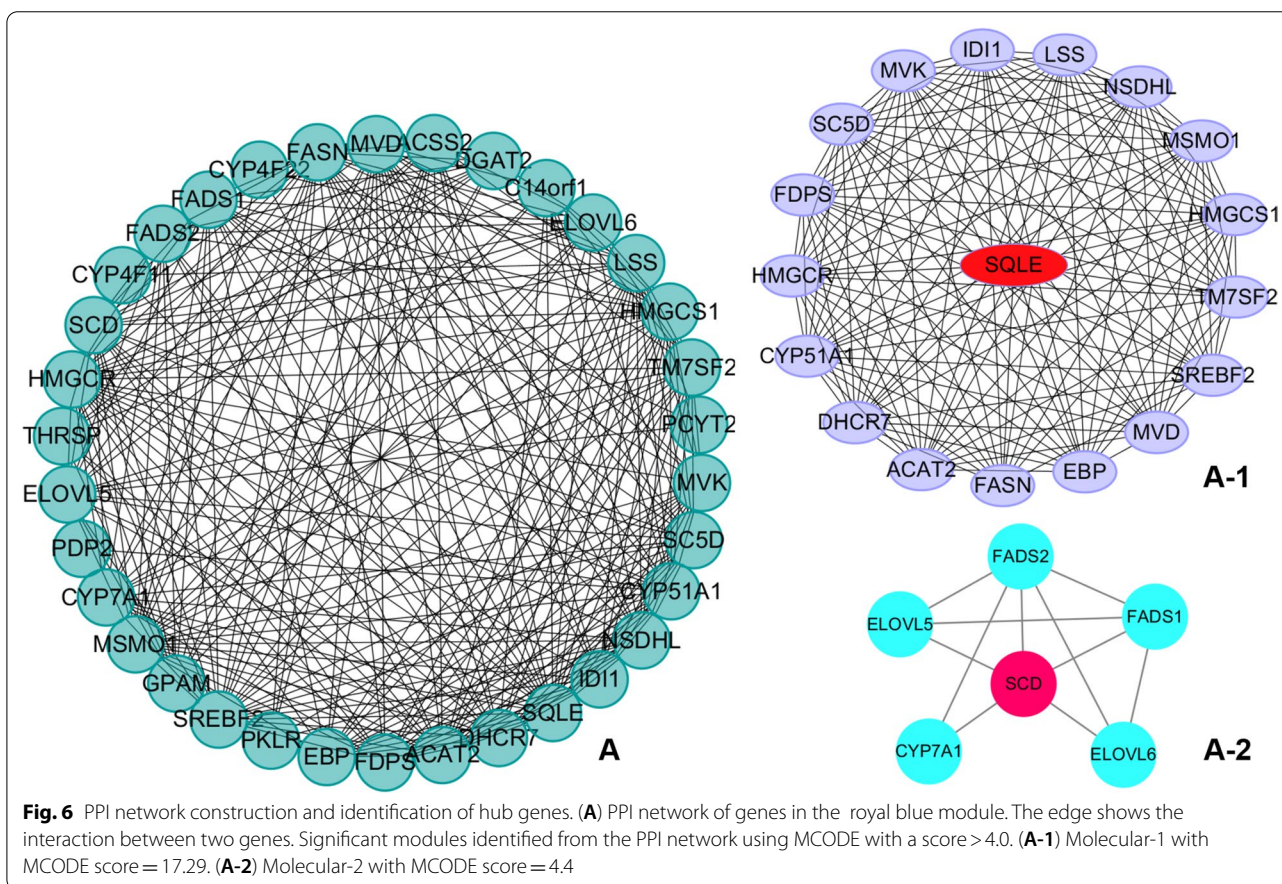 MVD
ACSS2
DGAT2
C14orf1
ELOVL6
LSS
HMGCS1
TM7SF2
PCYT2
MVK
SC5D
CYP51A1
NSDHL
IDI1
SQLE
DHCR7
ACAT2
FDPS
EBP
PKLR
SREBF2
GPAM
MSMO1
CYP7A1
PDP2
ELOVL5
THRSP
HMGCR
SCD
CYP4F11
FADS2
FADS1
CYP4F22
FASN
A
IDI1
LSS
NSDHL
MSMO1
HMGCS1
TM7SF2
SREBF2
MVD
EBP
FASN
ACAT2
DHCR7
CYP51A1
HMGCR
FDPS
SC5D
MVK
SQLE
A-1
FADS2
FADS1
ELOVL5
SCD
CYP7A1
ELOVL6
A-2
Fig. 6 PPI network construction and identification of hub genes. (A) PPI network of genes in the royal blue module. The edge shows the
interaction between two genes. Significant modules identified from the PPI network using MCODE with a score > 4.0. (A-1) Molecular-1 with
MCODE score = 17.29. (A-2) Molecular-2 with MCODE score = 4.4